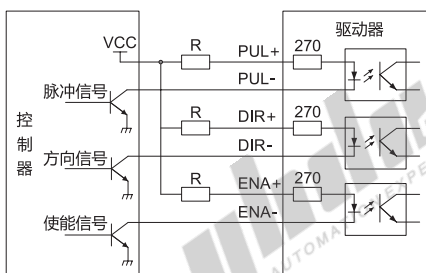 驱动器
VCC
R
PUL+
270
PUL-
脉冲信号
R
DIR+
270
控制器
DIR-
方向信号
R
ENA+
270
使能信号
ENA-